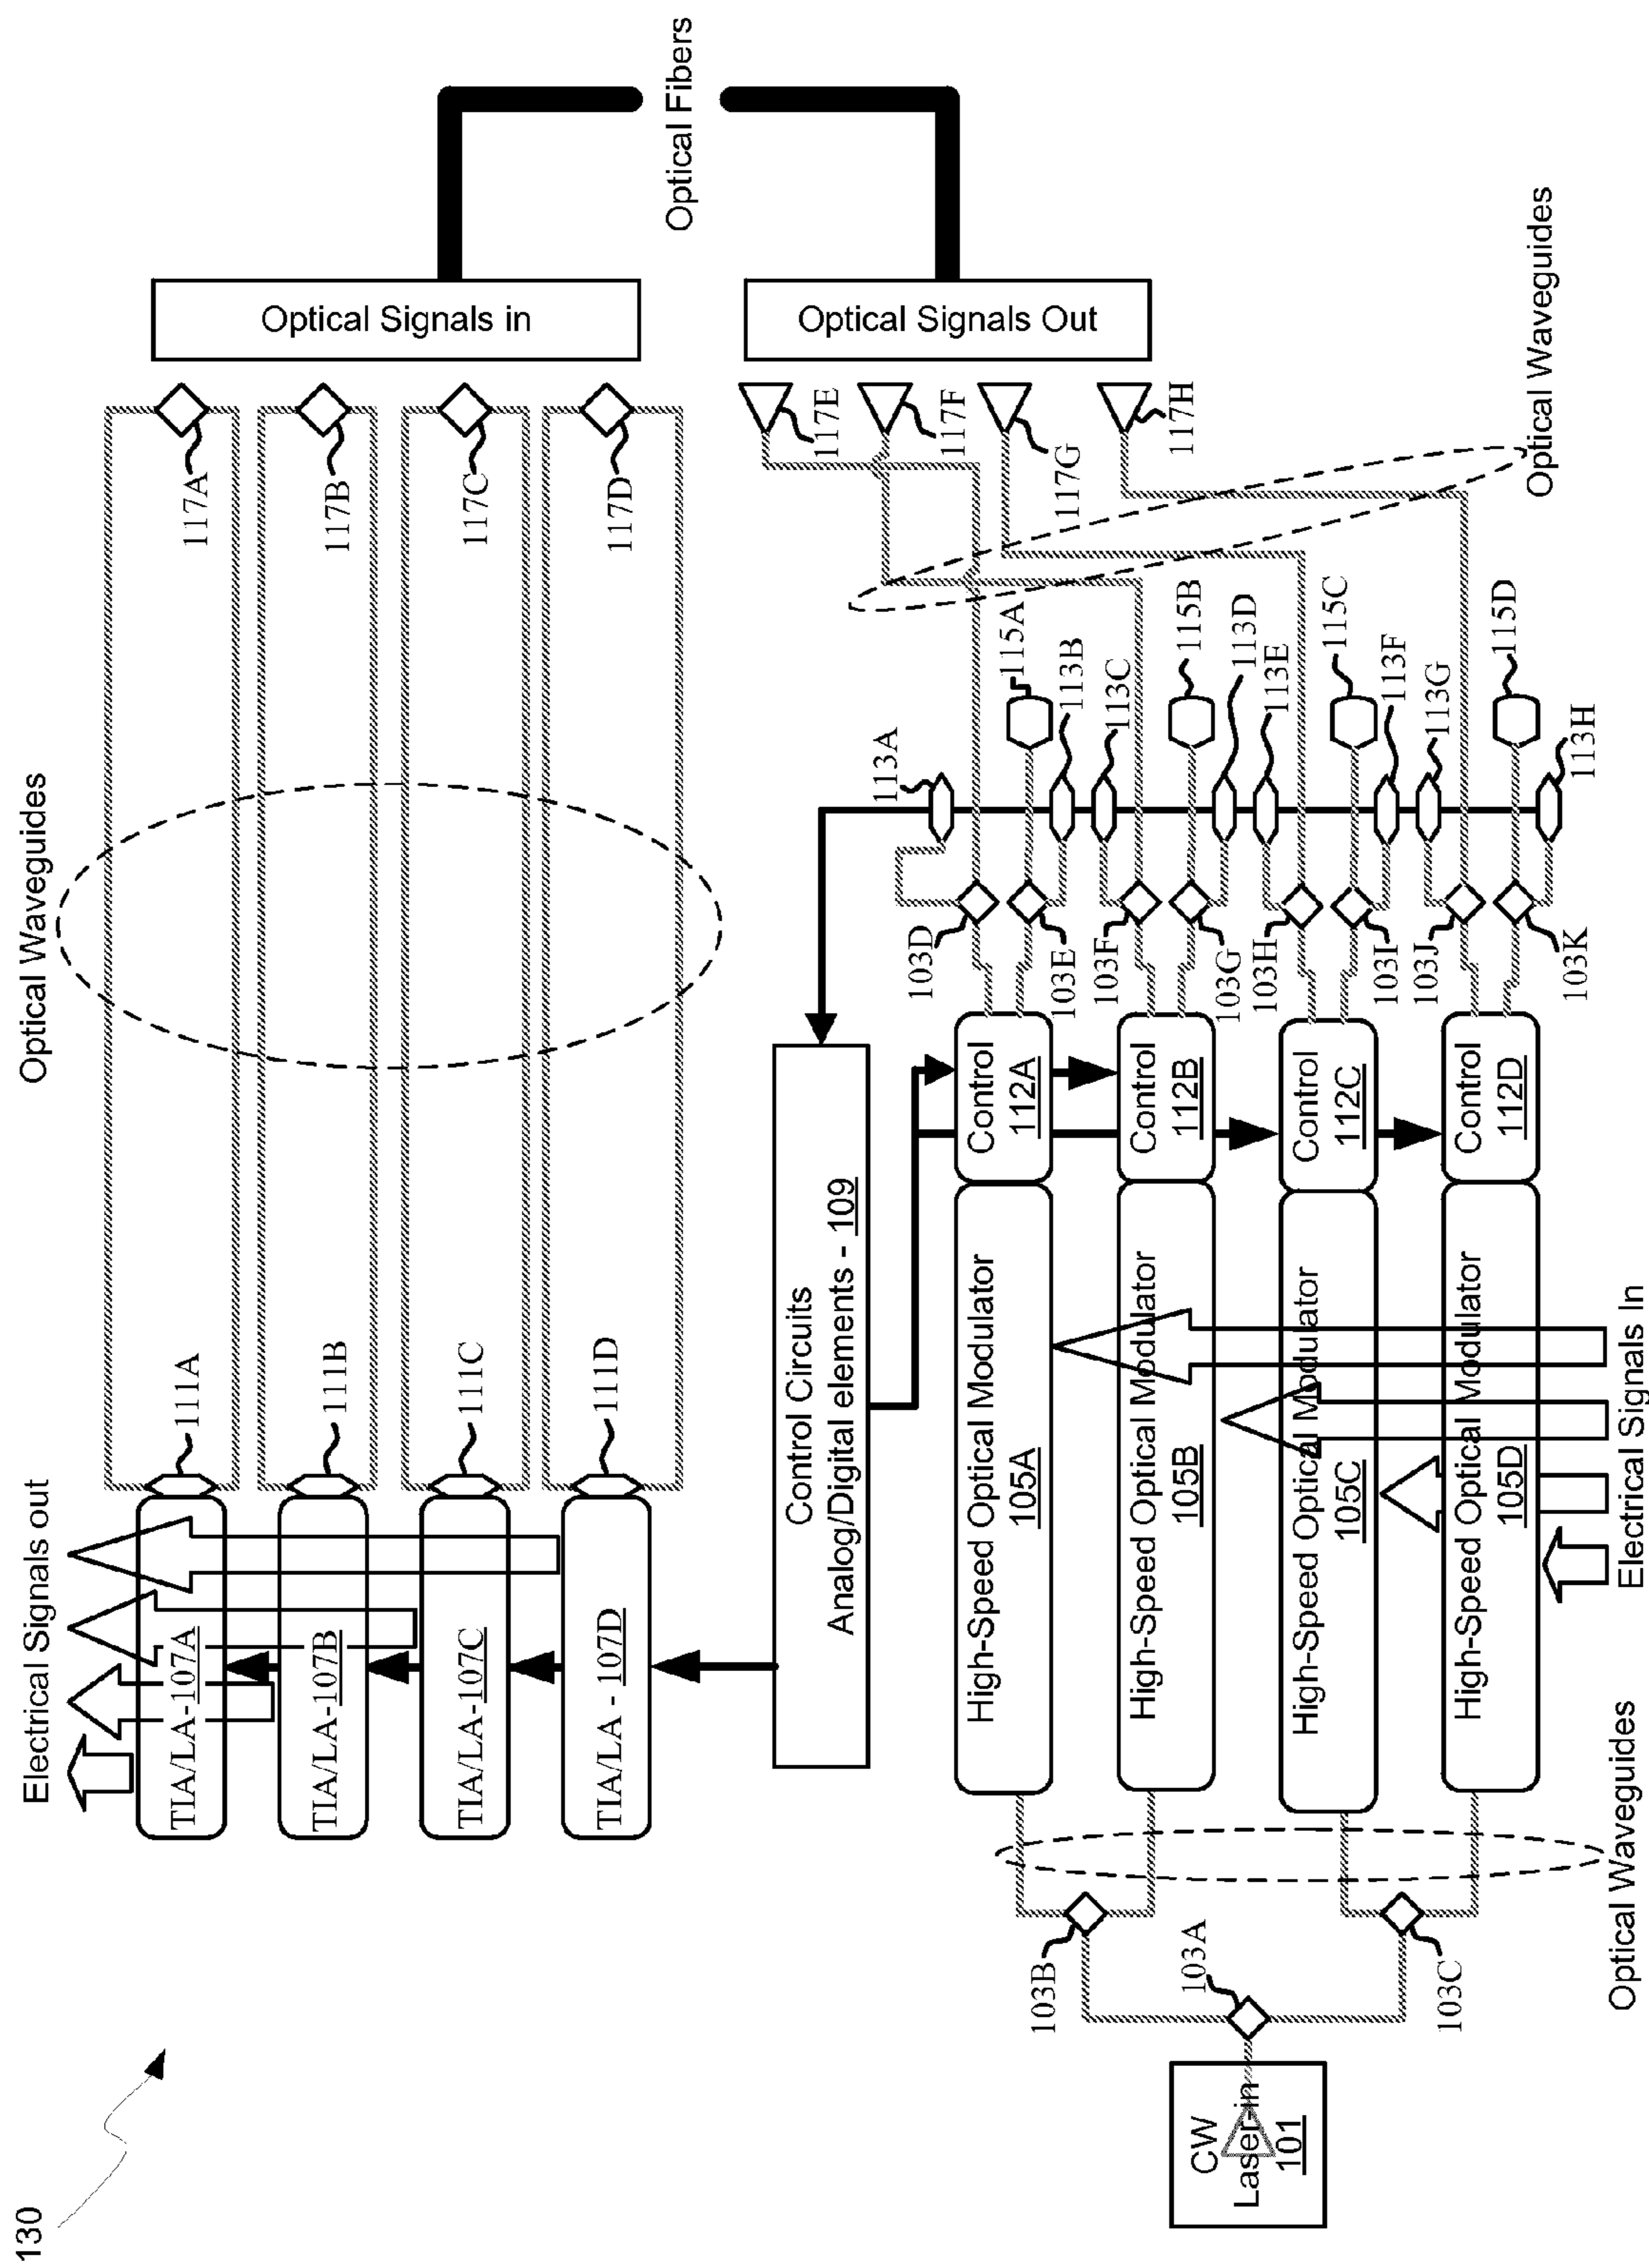 130
Electrical Signals out
Optical Waveguides
TIA/LA-107A
111A
117A
TIA/LA-107B
111B
117B
TIA/LA-107C
111C
117C
TIA/LA - 107D
111D
117D
Optical Signals in
Optical Fibers
Optical Signals Out
Control Circuits
Analog/Digital elements - 109
113A
117E
117F
117G
117H
103D
115A
103E
113B
103F
113C
115B
103G
113D
103H
113E
115C
103I
113F
103J
113G
115D
103K
113H
High-Speed Optical Modulator
105A
Control
112A
High-Speed Optical Modulator
105B
Control
112B
High-Speed Optical Modulator
105C
Control
112C
High-Speed Optical Modulator
105D
Control
112D
103B
103A
103C
CW
Laser-in
101
Optical Waveguides
Electrical Signals In
Optical Waveguides